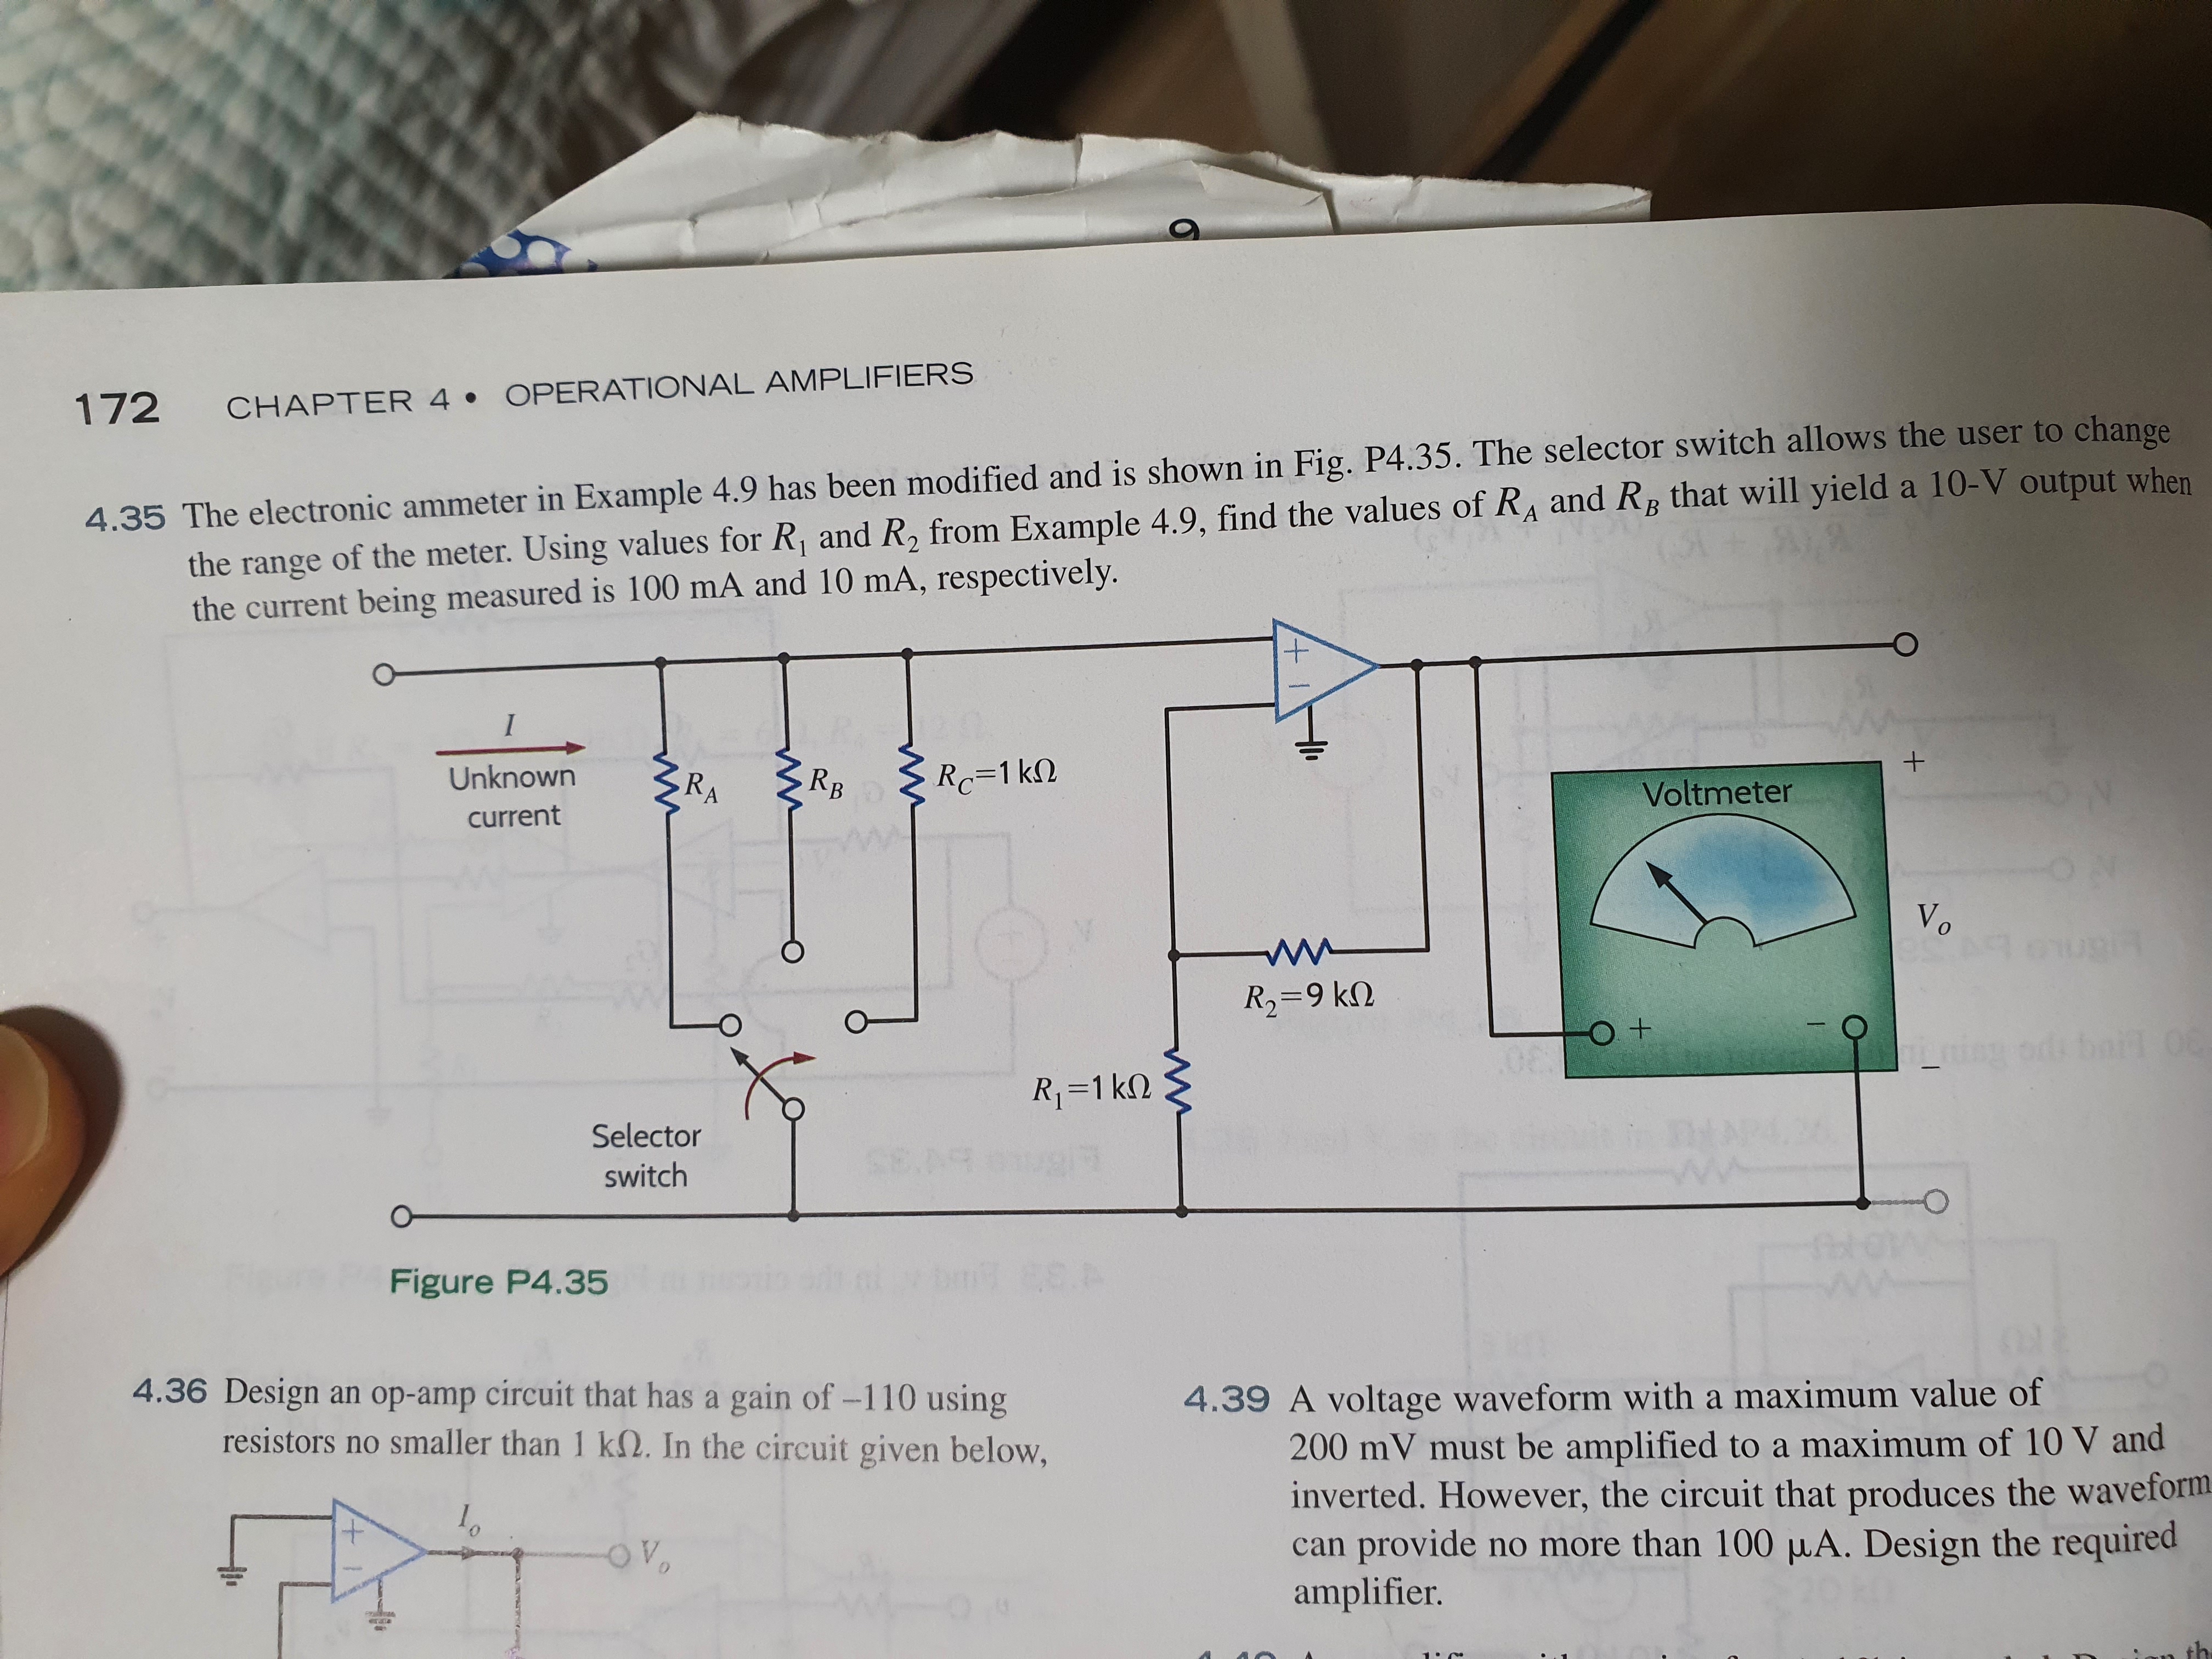 6
172 CHAPTER 4 • OPERATIONAL AMPLIFIERS
4.35 The electronic ammeter in Example 4.9 has been modified and is shown in Fig. P4.35. The selector switch allows the user to change
the range of the meter. Using values for R₁ and R₂ from Example 4.9, find the values of R_A and R_B that will yield a 10-V output when
the current being measured is 100 mA and 10 mA, respectively.
+
−
I
Unknown
current
R_A
R_B
R_C=1 kΩ
Voltmeter
+
V_o
R₂=9 kΩ
+
−
−
R₁=1 kΩ
Selector
switch
Figure P4.35
4.36 Design an op-amp circuit that has a gain of –110 using
resistors no smaller than 1 kΩ. In the circuit given below,
+
−
I_o
V_o
4.39 A voltage waveform with a maximum value of
200 mV must be amplified to a maximum of 10 V and
inverted. However, the circuit that produces the waveform
can provide no more than 100 μA. Design the required
amplifier.